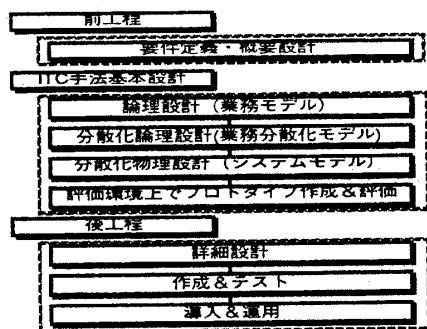 前工程
要件定義・概要設計
ITC手法基本設計
論理設計（業務モデル）
分散化論理設計(業務分散化モデル)
分散化物理設計（システムモデル）
評価環境上でプロトタイプ作成&評価
後工程
詳細設計
作成&テスト
導入&運用